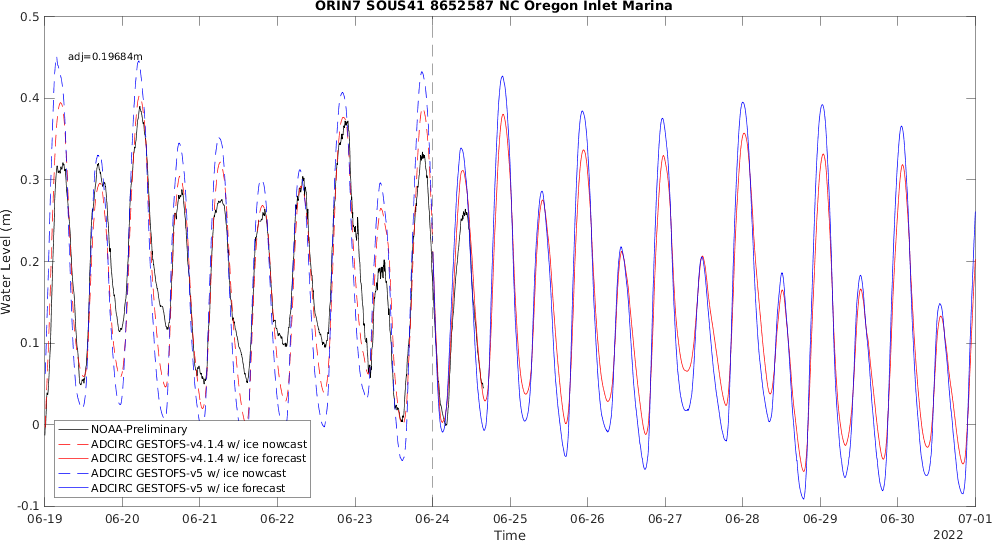 ORIN7 SOUS41 8652587 NC Oregon Inlet Marina
adj=0.19684m
0.5
0.4
0.3
0.2
0.1
0
-0.1
Water Level (m)
NOAA-Preliminary
ADCIRC GESTOFS-v4.1.4 w/ ice nowcast
ADCIRC GESTOFS-v4.1.4 w/ ice forecast
ADCIRC GESTOFS-v5 w/ ice nowcast
ADCIRC GESTOFS-v5 w/ ice forecast
06-19 06-20 06-21 06-22 06-23 06-24 06-25 06-26 06-27 06-28 06-29 06-30 07-01
Time
2022